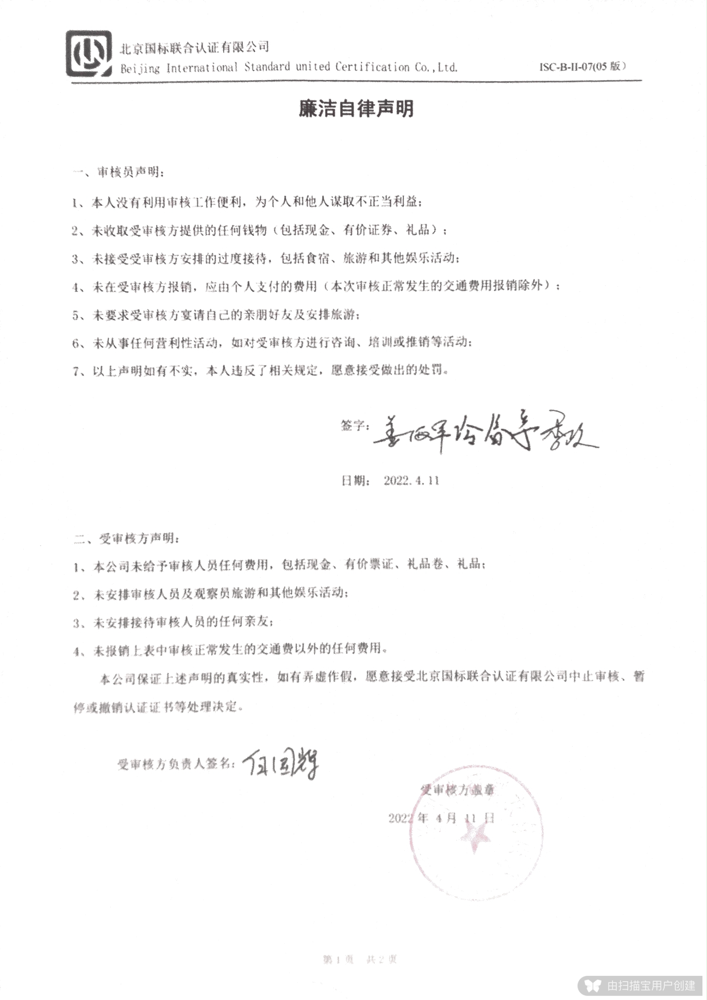 北京国标联合认证有限公司
Beijing International Standard united Certification Co.,Ltd.
ISC-B-II-07(05 版)
廉洁自律声明
一、审核员声明：
1、本人没有利用审核工作便利，为个人和他人谋取不正当利益；
2、未收取受审核方提供的任何钱物（包括现金、有价证券、礼品）；
3、未接受受审核方安排的过度接待，包括食宿、旅游和其他娱乐活动；
4、未在受审核方报销，应由个人支付的费用（本次审核正常发生的交通费用报销除外）；
5、未要求受审核方宴请自己的亲朋好友及安排旅游；
6、未从事任何营利性活动，如对受审核方进行咨询、培训或推销等活动；
7、以上声明如有不实，本人违反了相关规定，愿意接受做出的处罚。
签字：
日期： 2022.4.11
二、受审核方声明：
1、本公司未给予审核人员任何费用，包括现金、有价票证、礼品卷、礼品；
2、未安排审核人员及观察员旅游和其他娱乐活动；
3、未安排接待审核人员的任何亲友；
4、未报销上表中审核正常发生的交通费以外的任何费用。
本公司保证上述声明的真实性，如有弄虚作假，愿意接受北京国标联合认证有限公司中止审核、暂
停或撤销认证证书等处理决定。
受审核方负责人签名：任国辉
受审核方盖章
2022 年 4 月 11 日
第 1 页 共 2 页
由扫描宝用户创建